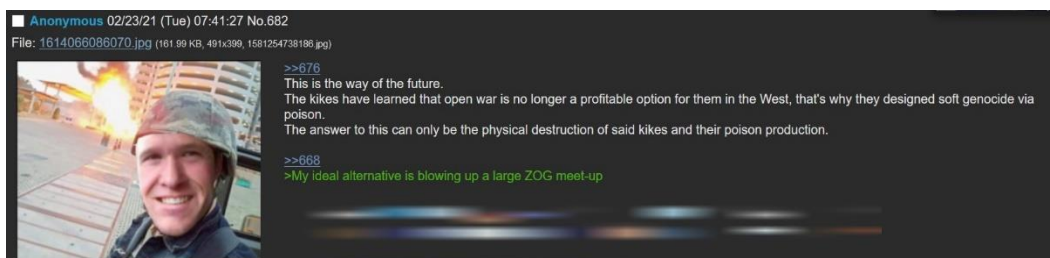 Anonymous 02/23/21 (Tue) 07:41:27 No.682
File: 1614066086070.jpg (161.99 KB, 491x399, 1581254738186.jpg)
>>676
This is the way of the future.
The kikes have learned that open war is no longer a profitable option for them in the West, that's why they designed soft genocide via
poison.
The answer to this can only be the physical destruction of said kikes and their poison production.
>>668
>My ideal alternative is blowing up a large ZOG meet-up